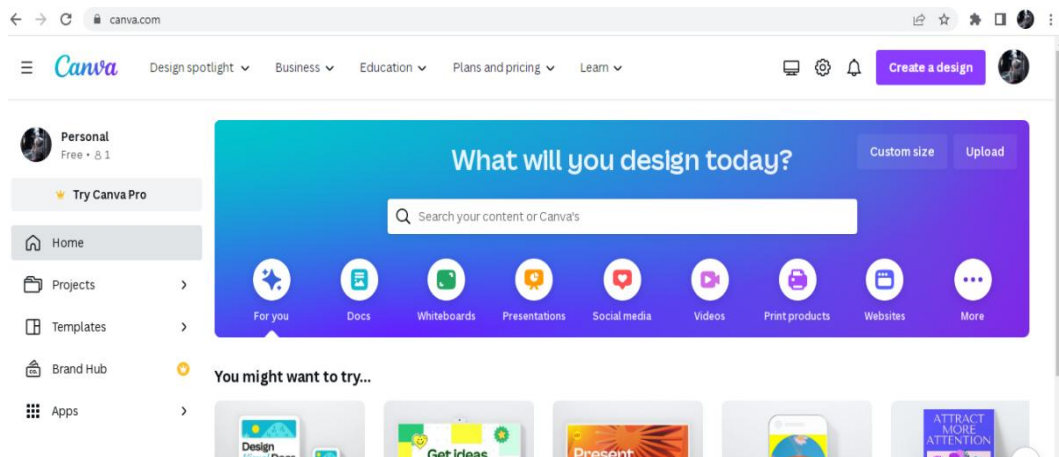 canva.com
Canva
Design spotlight
Business
Education
Plans and pricing
Learn
Create a design
Personal
Free • 1
Try Canva Pro
Home
Projects
Templates
Brand Hub
Apps
What will you design today?
Custom size
Upload
Search your content or Canva's
For you
Docs
Whiteboards
Presentations
Social media
Videos
Print products
Websites
More
You might want to try...
Design
Docs
Get ideas
Present
ATTRACT
MORE
ATTENTION